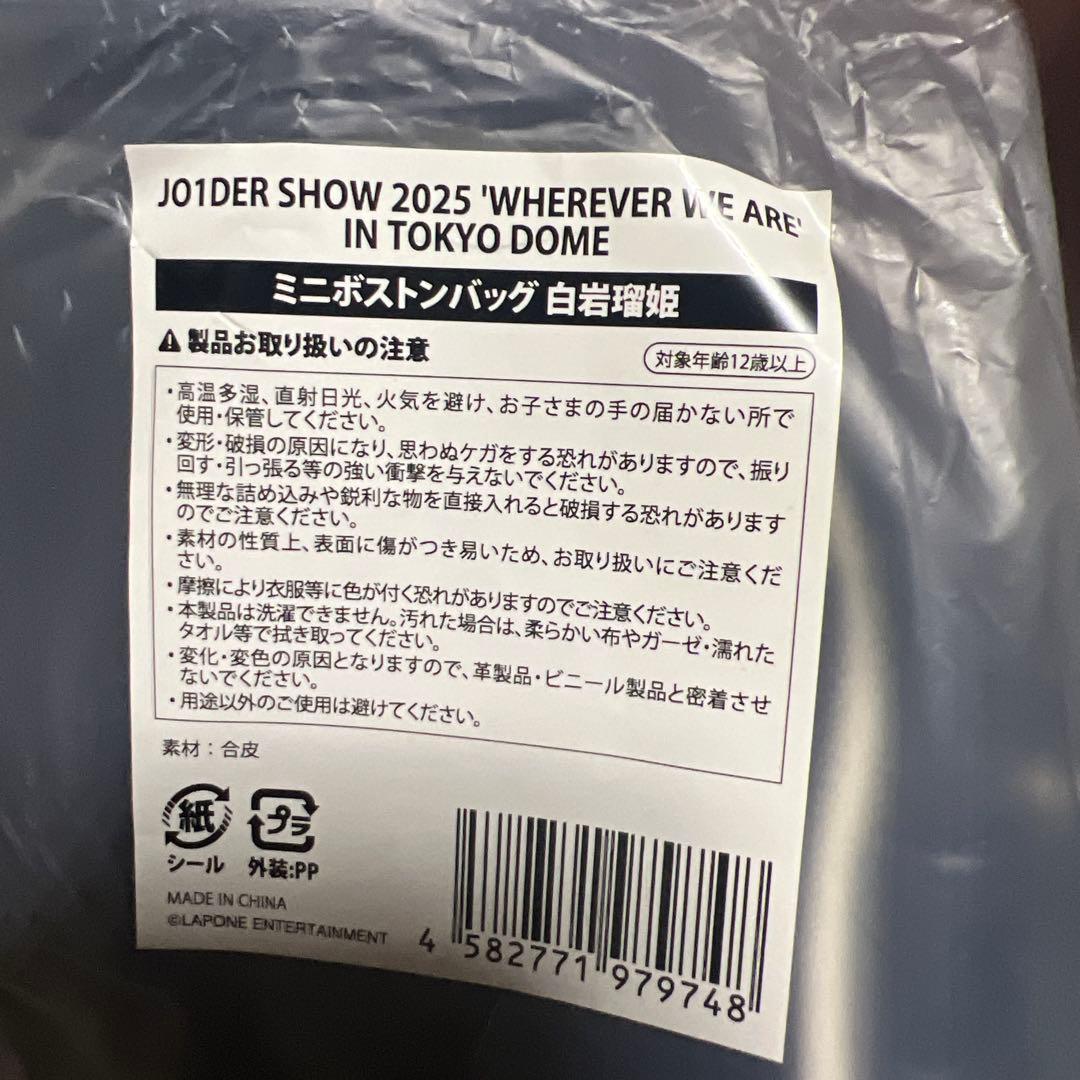 JO1DER SHOW 2025 'WHEREVER WE ARE'
IN TOKYO DOME
ミニボストンバッグ 白岩瑠姫
⚠ 製品お取り扱いの注意
対象年齢12歳以上
・高温多湿、直射日光、火気を避け、お子さまの手の届かない所で
使用・保管してください。
・変形・破損の原因になり、思わぬケガをする恐れがありますので、振り
回す・引っ張る等の強い衝撃を与えないでください。
・無理な詰め込みや鋭利な物を直接入れると破損する恐れがあります
のでご注意ください。
・素材の性質上、表面に傷がつき易いため、お取り扱いにご注意くだ
さい。
・摩擦により衣服等に色が付く恐れがありますのでご注意ください。
・本製品は洗濯できません。汚れた場合は、柔らかい布やガーゼ・濡れた
タオル等で拭き取ってください。
・変化・変色の原因となりますので、革製品・ビニール製品と密着させ
ないでください。
・用途以外のご使用は避けてください。
素材：合皮
紙
プラ
シール
外装:PP
MADE IN CHINA
©LAPONE ENTERTAINMENT
4 582771 979748